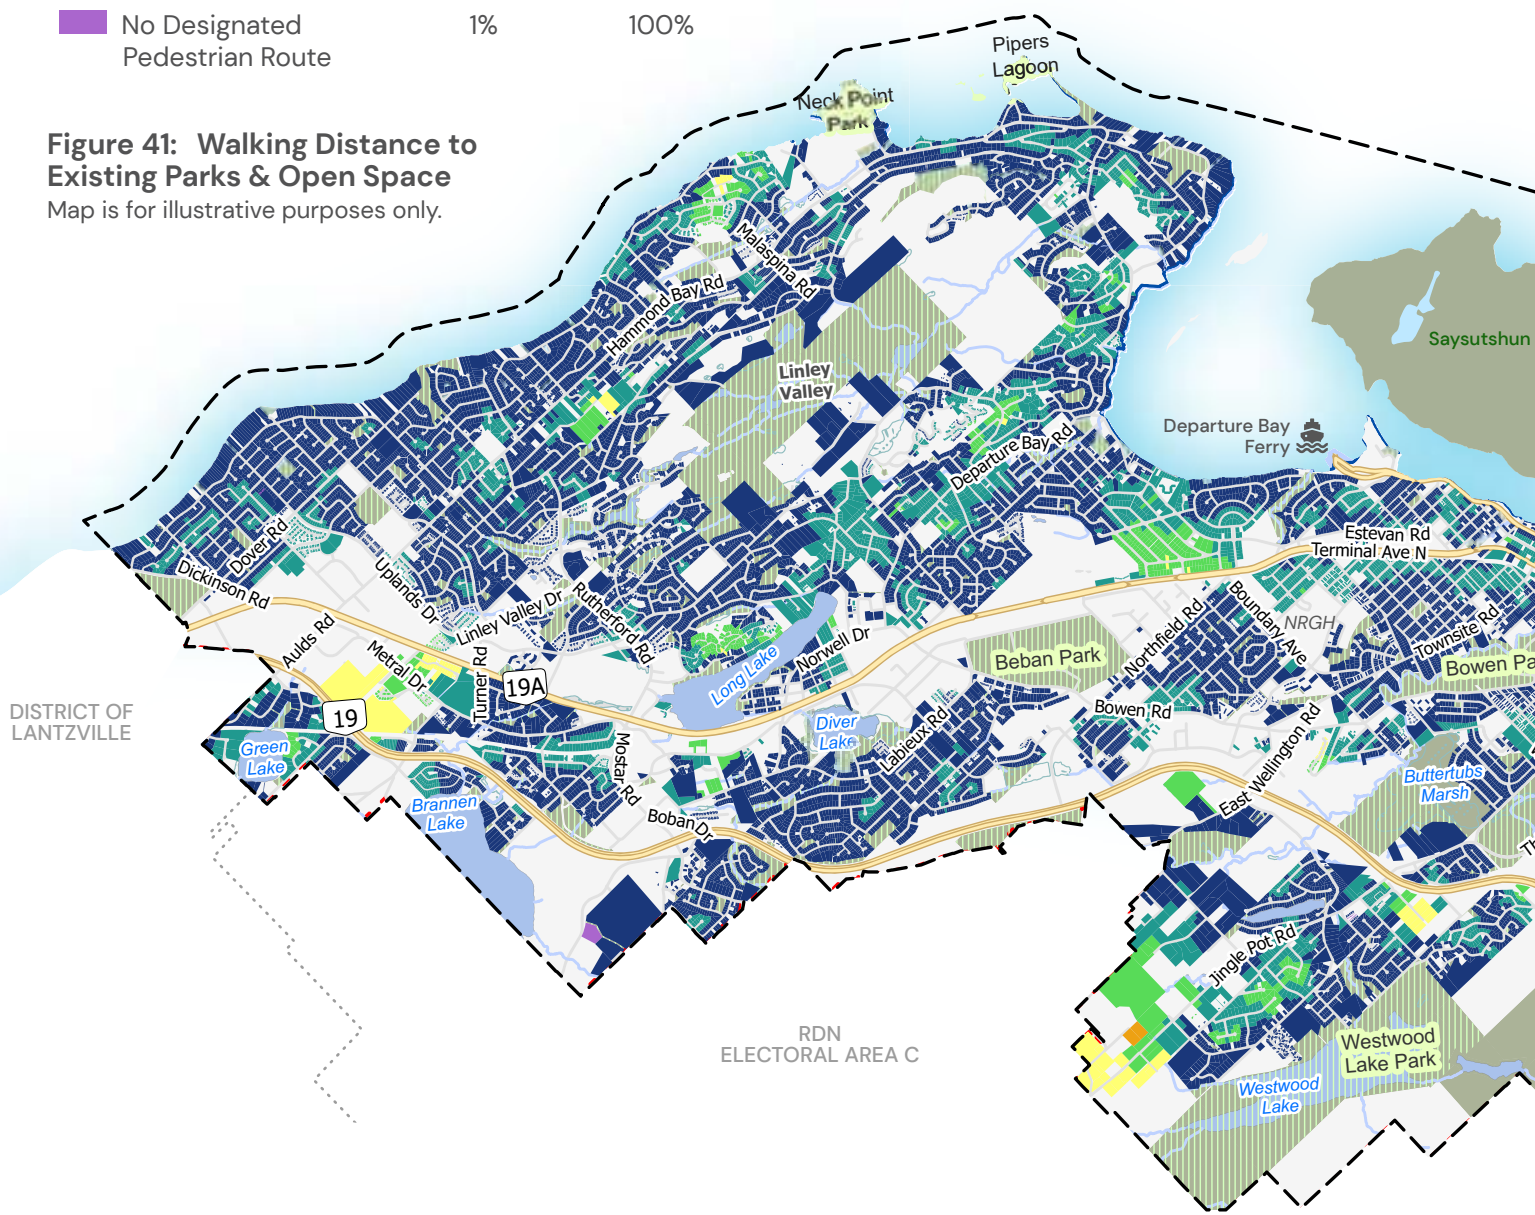 No Designated 1% 100%
Pedestrian Route
Figure 41: Walking Distance to
Existing Parks & Open Space
Map is for illustrative purposes only.
Pipers
Lagoon
Neck Point
Park
Malaspina Rd
Hammond Bay Rd
Linley
Valley
Saysutshun
Departure Bay
Ferry
Departure Bay Rd
Estevan Rd
Terminal Ave N
Dover Rd
Dickinson Rd
Uplands Dr
Linley Valley Dr
Rutherford Rd
Boundary Ave
NRGH
Townsite Rd
Northfield Rd
Aulds Rd
Metral Dr
Turner Rd
19A
Norwell Dr
Long Lake
Beban Park
Bowen Pa
19
DISTRICT OF
LANTZVILLE
Green
Lake
Mostar Rd
Diver
Lake
Labieux Rd
Bowen Rd
East Wellington Rd
Buttertubs
Marsh
Brannen
Lake
Boban Dr
Th
Jingle Pot Rd
RDN
ELECTORAL AREA C
Westwood
Lake Park
Westwood
Lake